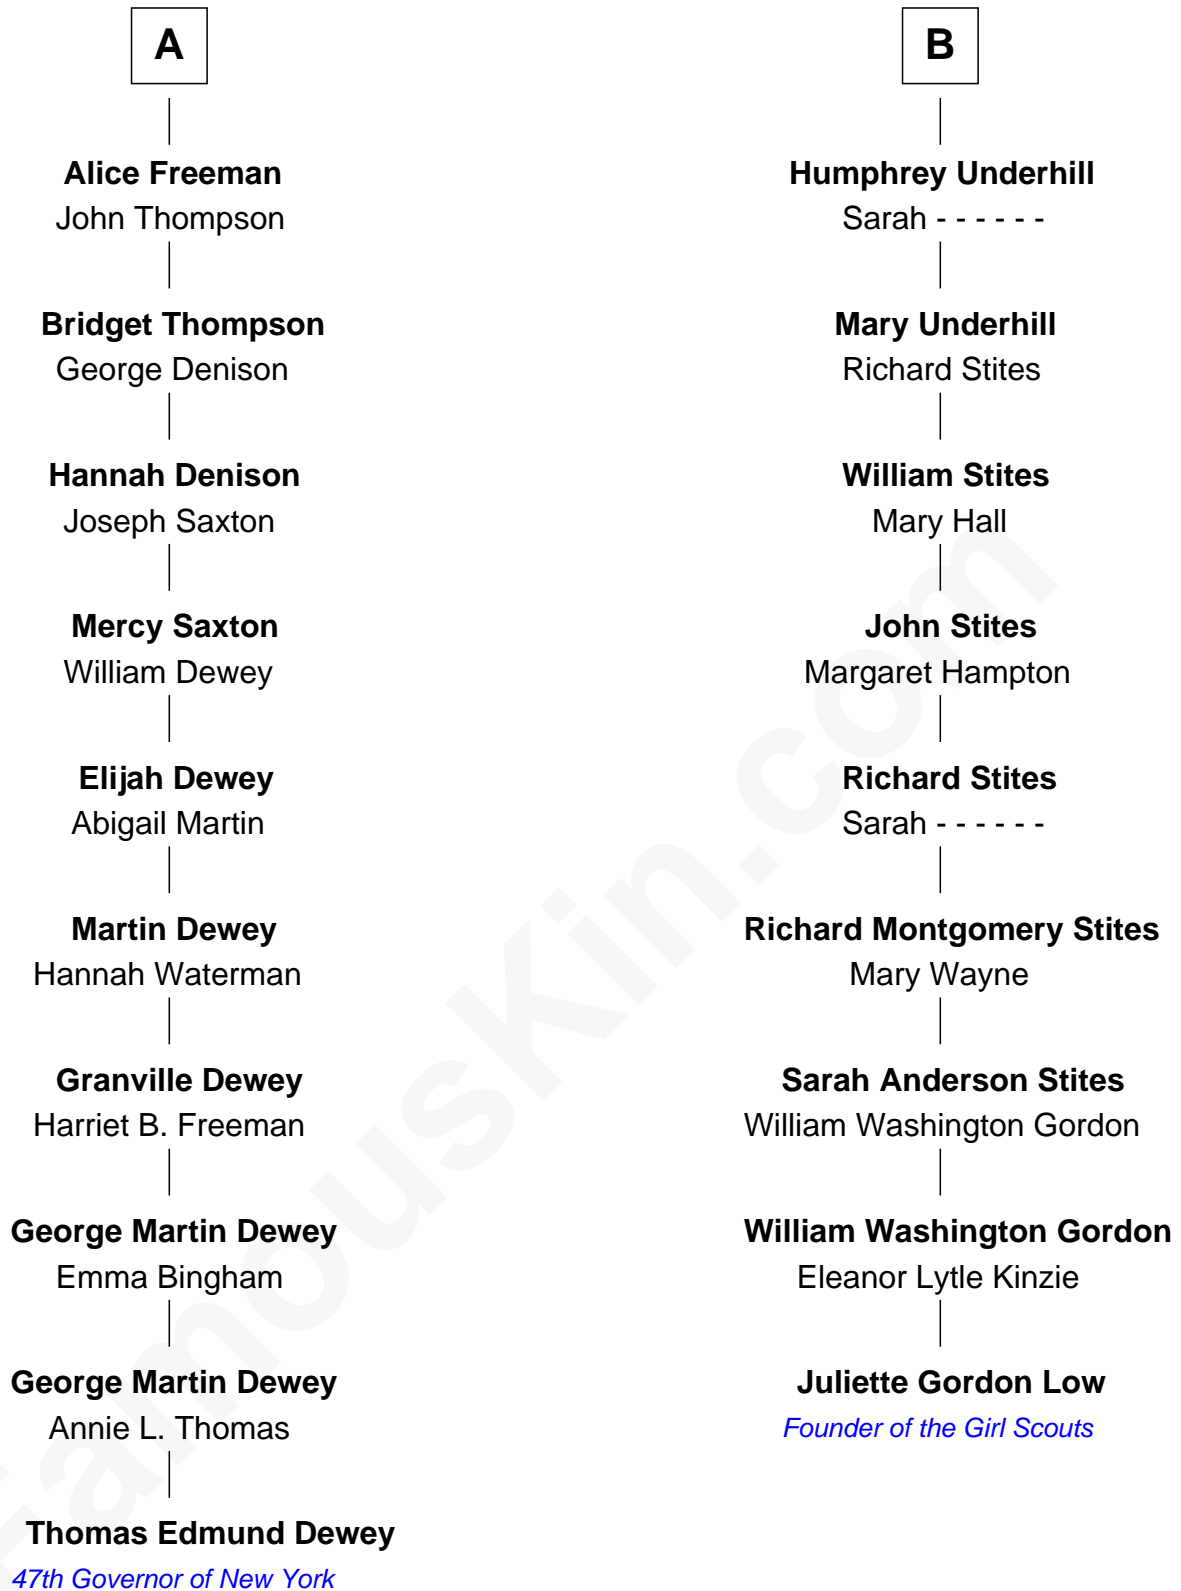 A
Alice Freeman
John Thompson
Bridget Thompson
George Denison
Hannah Denison
Joseph Saxton
Mercy Saxton
William Dewey
Elijah Dewey
Abigail Martin
Martin Dewey
Hannah Waterman
Granville Dewey
Harriet B. Freeman
George Martin Dewey
Emma Bingham
George Martin Dewey
Annie L. Thomas
Thomas Edmund Dewey
47th Governor of New York
B
Humphrey Underhill
Sarah - - - - - -
Mary Underhill
Richard Stites
William Stites
Mary Hall
John Stites
Margaret Hampton
Richard Stites
Sarah - - - - - -
Richard Montgomery Stites
Mary Wayne
Sarah Anderson Stites
William Washington Gordon
William Washington Gordon
Eleanor Lytle Kinzie
Juliette Gordon Low
Founder of the Girl Scouts
FamousKin.com